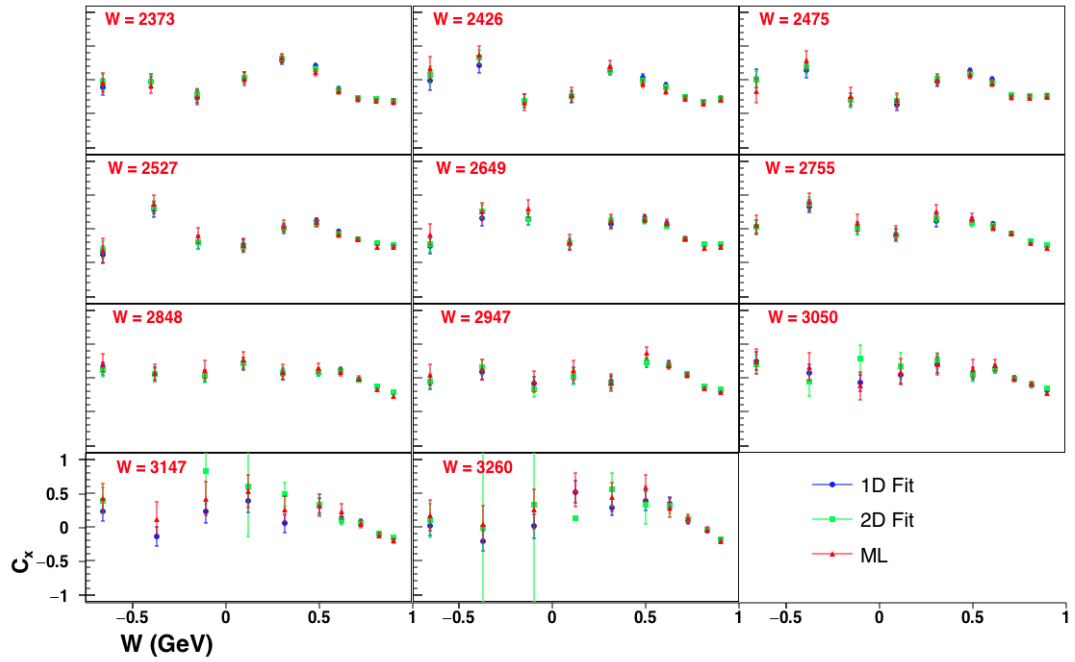 W = 2373
W = 2426
W = 2475
W = 2527
W = 2649
W = 2755
W = 2848
W = 2947
W = 3050
W = 3147
W = 3260
1D Fit
2D Fit
ML
C_x
1
0.5
0
−0.5
−1
−0.5 0 0.5 1
−0.5 0 0.5 1
−0.5 0 0.5 1
W (GeV)